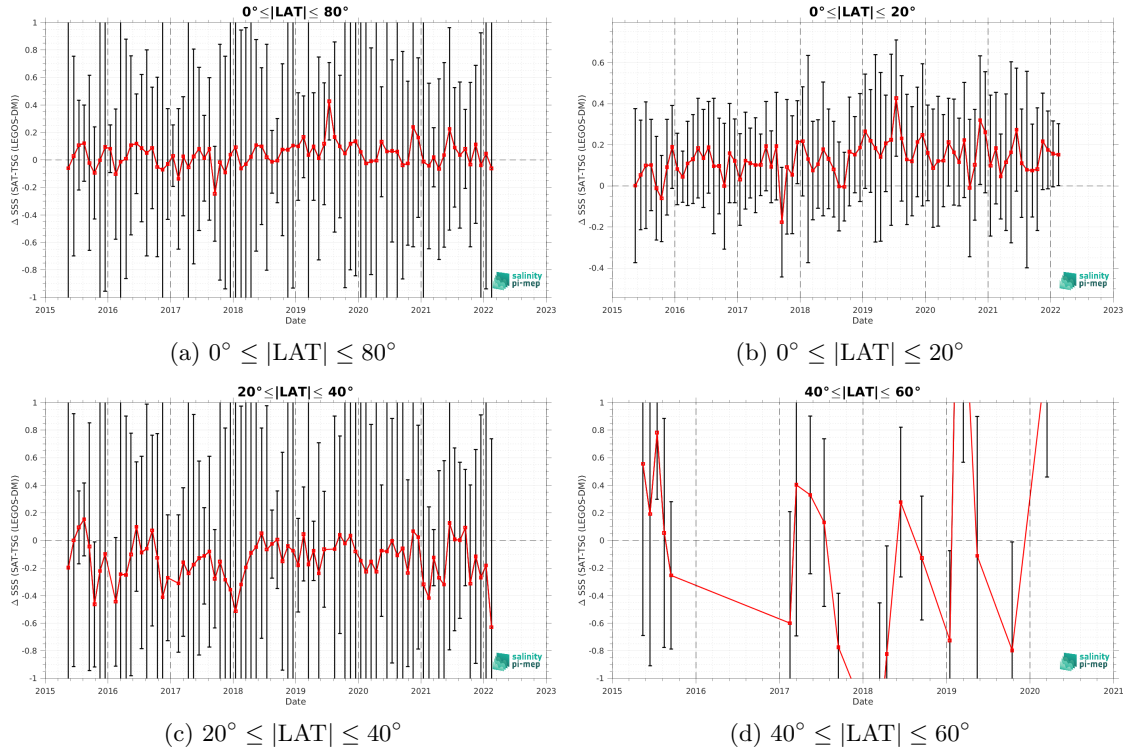 0°≤|LAT|≤ 80°
Δ SSS (SAT-TSG (LEGOS-DM))
1
0.8
0.6
0.4
0.2
0
-0.2
-0.4
-0.6
-0.8
-1
2015 2016 2017 2018 2019 2020 2021 2022 2023
Date
salinity
pi-mep
(a) 0° ≤ |LAT| ≤ 80°
0°≤|LAT|≤ 20°
Δ SSS (SAT-TSG (LEGOS-DM))
0.8
0.6
0.4
0.2
0
-0.2
-0.4
2015 2016 2017 2018 2019 2020 2021 2022 2023
Date
salinity
pi-mep
(b) 0° ≤ |LAT| ≤ 20°
20°≤|LAT|≤ 40°
Δ SSS (SAT-TSG (LEGOS-DM))
1
0.8
0.6
0.4
0.2
0
-0.2
-0.4
-0.6
-0.8
-1
2015 2016 2017 2018 2019 2020 2021 2022 2023
Date
salinity
pi-mep
(c) 20° ≤ |LAT| ≤ 40°
40°≤|LAT|≤ 60°
Δ SSS (SAT-TSG (LEGOS-DM))
1
0.8
0.6
0.4
0.2
0
-0.2
-0.4
-0.6
-0.8
-1
2015 2016 2017 2018 2019 2020 2021
Date
salinity
pi-mep
(d) 40° ≤ |LAT| ≤ 60°